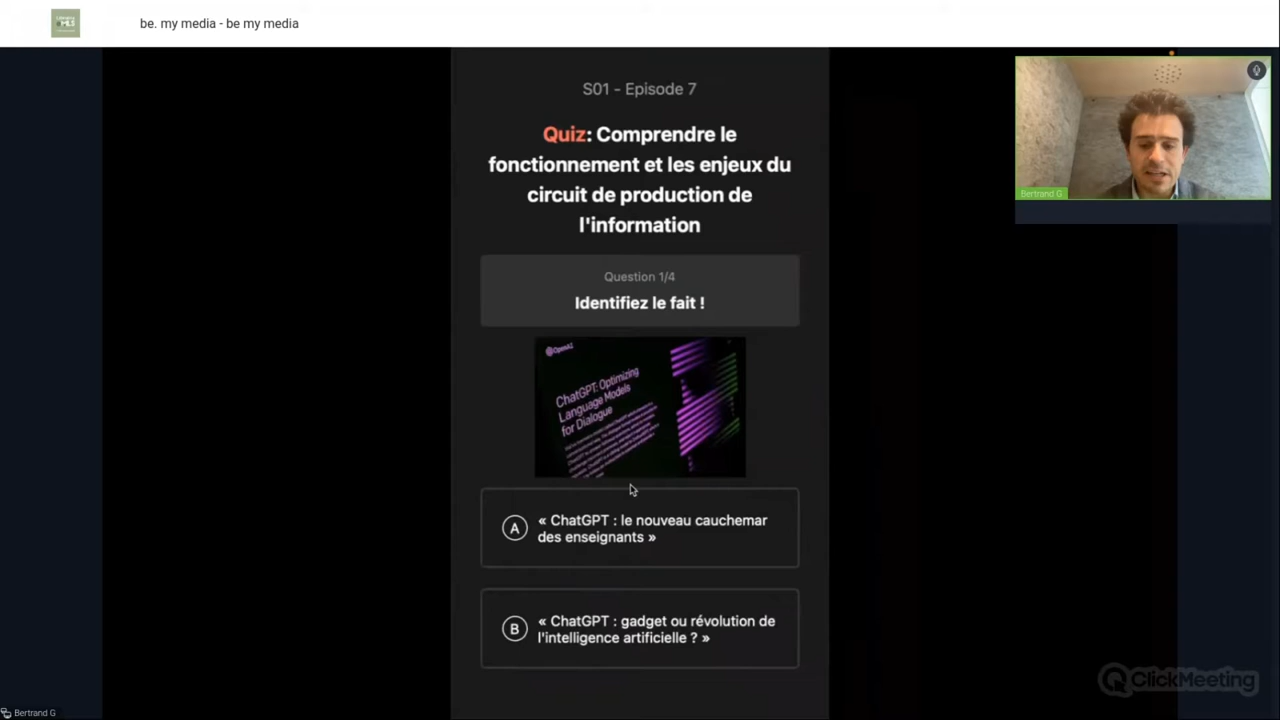 be. my media - be my media
S01 - Episode 7
Quiz: Comprendre le
fonctionnement et les enjeux du
circuit de production de
l'information
Question 1/4
Identifiez le fait !
OpenAI
ChatGPT: Optimizing
Language Models
for Dialogue
A
« ChatGPT : le nouveau cauchemar
des enseignants »
B
« ChatGPT : gadget ou révolution de
l'intelligence artificielle ? »
Bertrand G
ClickMeeting
Bertrand G